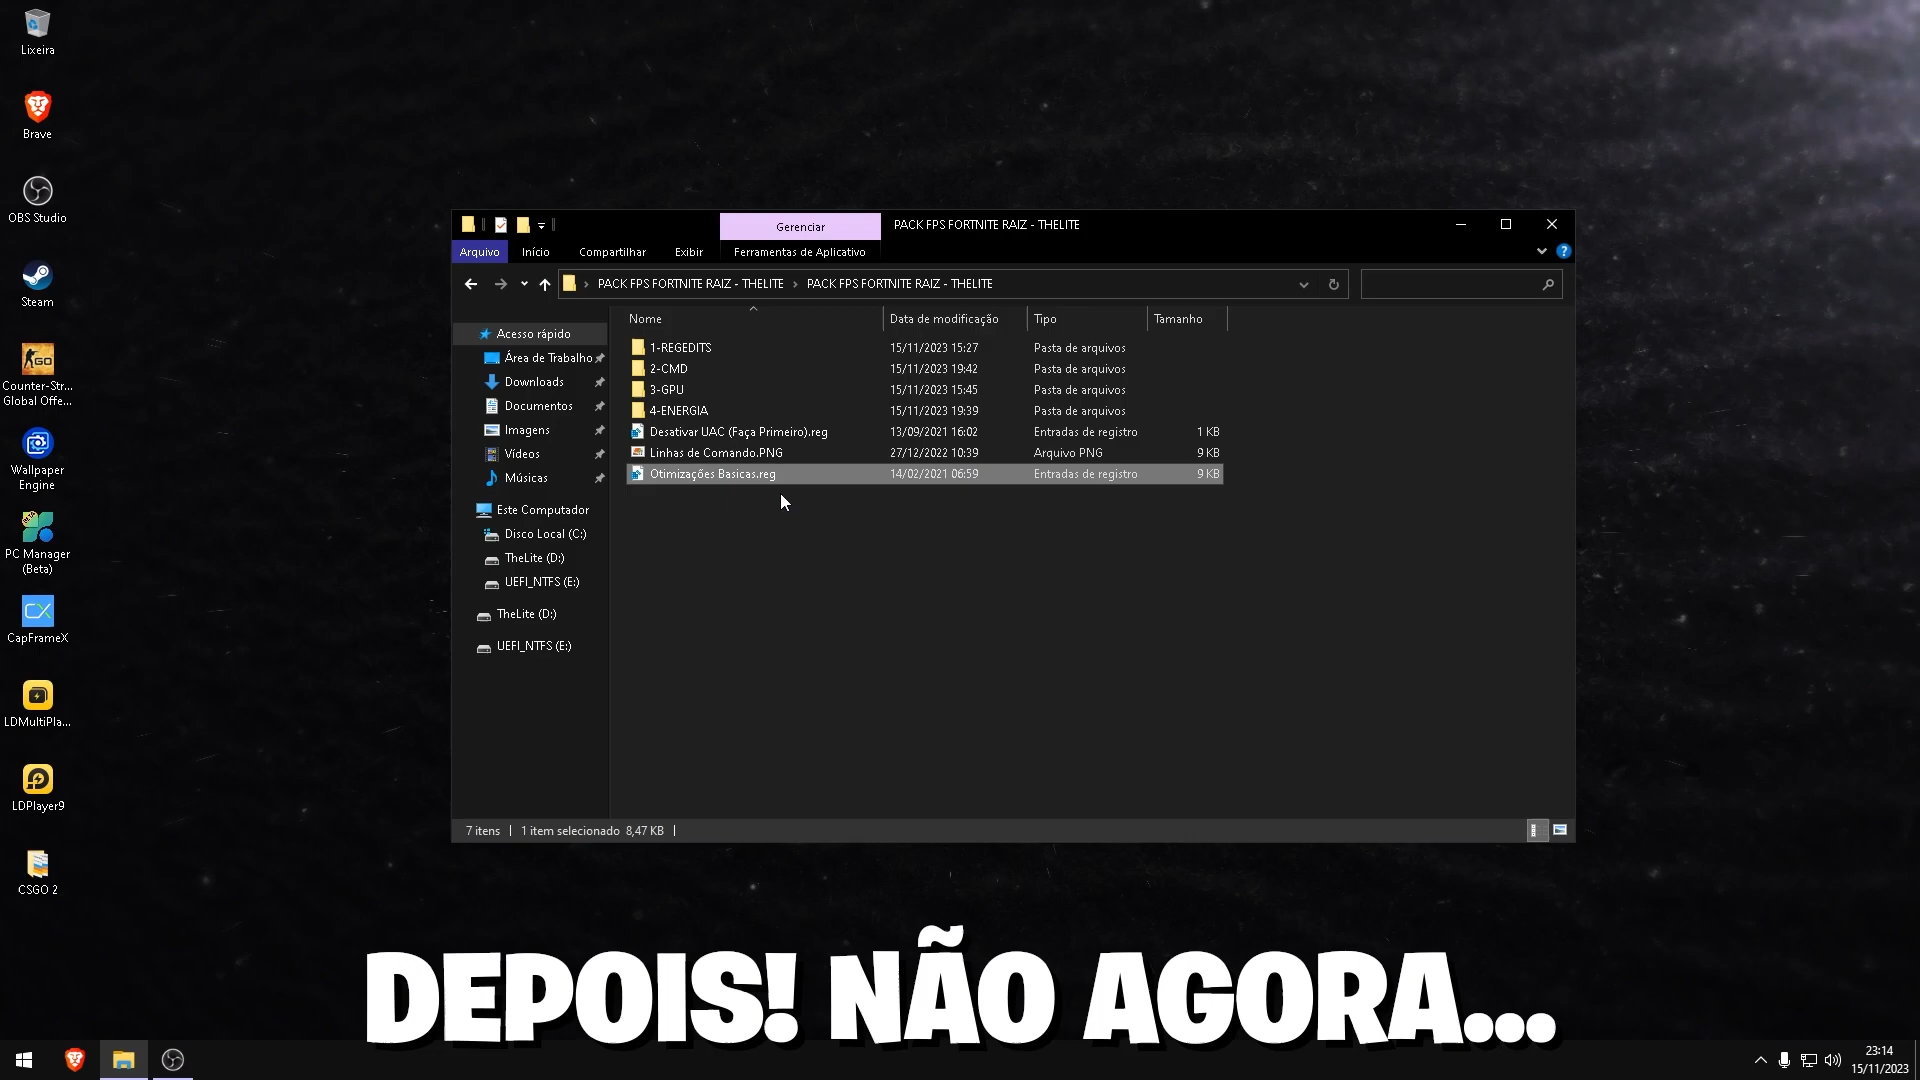 Lixeira
Brave
OBS Studio
Steam
Counter-Str...
Global Offe...
Wallpaper
Engine
PC Manager
(Beta)
CapFrameX
LDMultiPla...
LDPlayer9
CSGO 2
Gerenciar
PACK FPS FORTNITE RAIZ - THELITE
Arquivo
Início
Compartilhar
Exibir
Ferramentas de Aplicativo
PACK FPS FORTNITE RAIZ - THELITE
PACK FPS FORTNITE RAIZ - THELITE
Acesso rápido
Área de Trabalho
Downloads
Documentos
Imagens
Vídeos
Músicas
Este Computador
Disco Local (C:)
TheLite (D:)
UEFI_NTFS (E:)
TheLite (D:)
UEFI_NTFS (E:)
Nome Data de modificação Tipo Tamanho
1-REGEDITS 15/11/2023 15:27 Pasta de arquivos
2-CMD 15/11/2023 19:42 Pasta de arquivos
3-GPU 15/11/2023 15:45 Pasta de arquivos
4-ENERGIA 15/11/2023 19:39 Pasta de arquivos
Desativar UAC (Faça Primeiro).reg 13/09/2021 16:02 Entradas de registro 1 KB
Linhas de Comando.PNG 27/12/2022 10:39 Arquivo PNG 9 KB
Otimizações Basicas.reg 14/02/2021 06:59 Entradas de registro 9 KB
7 itens 1 item selecionado 8,47 KB
DEPOIS! NÃO AGORA...
23:14
15/11/2023